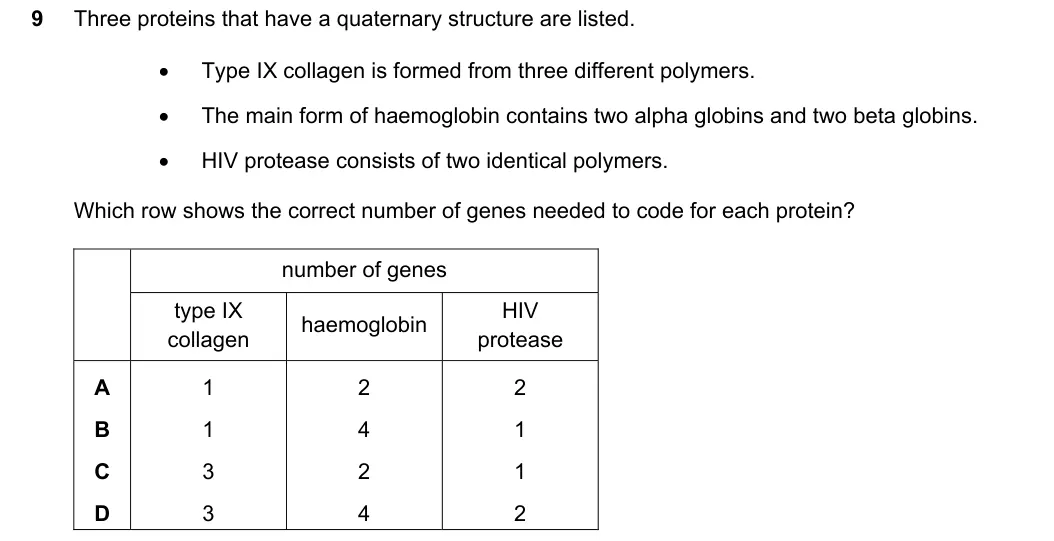 9 Three proteins that have a quaternary structure are listed.
• Type IX collagen is formed from three different polymers.
• The main form of haemoglobin contains two alpha globins and two beta globins.
• HIV protease consists of two identical polymers.
Which row shows the correct number of genes needed to code for each protein?
number of genes
type IX collagen haemoglobin HIV protease
A 1 2 2
B 1 4 1
C 3 2 1
D 3 4 2